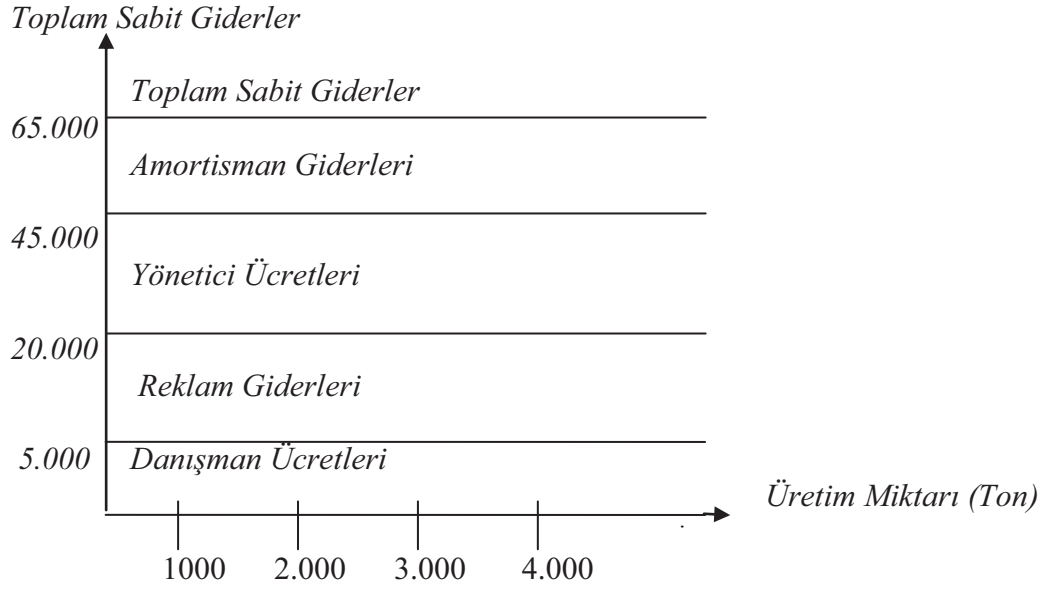 Toplam Sabit Giderler
Toplam Sabit Giderler
65.000
Amortisman Giderleri
45.000
Yönetici Ücretleri
20.000
Reklam Giderleri
5.000 Danışman Ücretleri
Üretim Miktarı (Ton)
1000 2.000 3.000 4.000